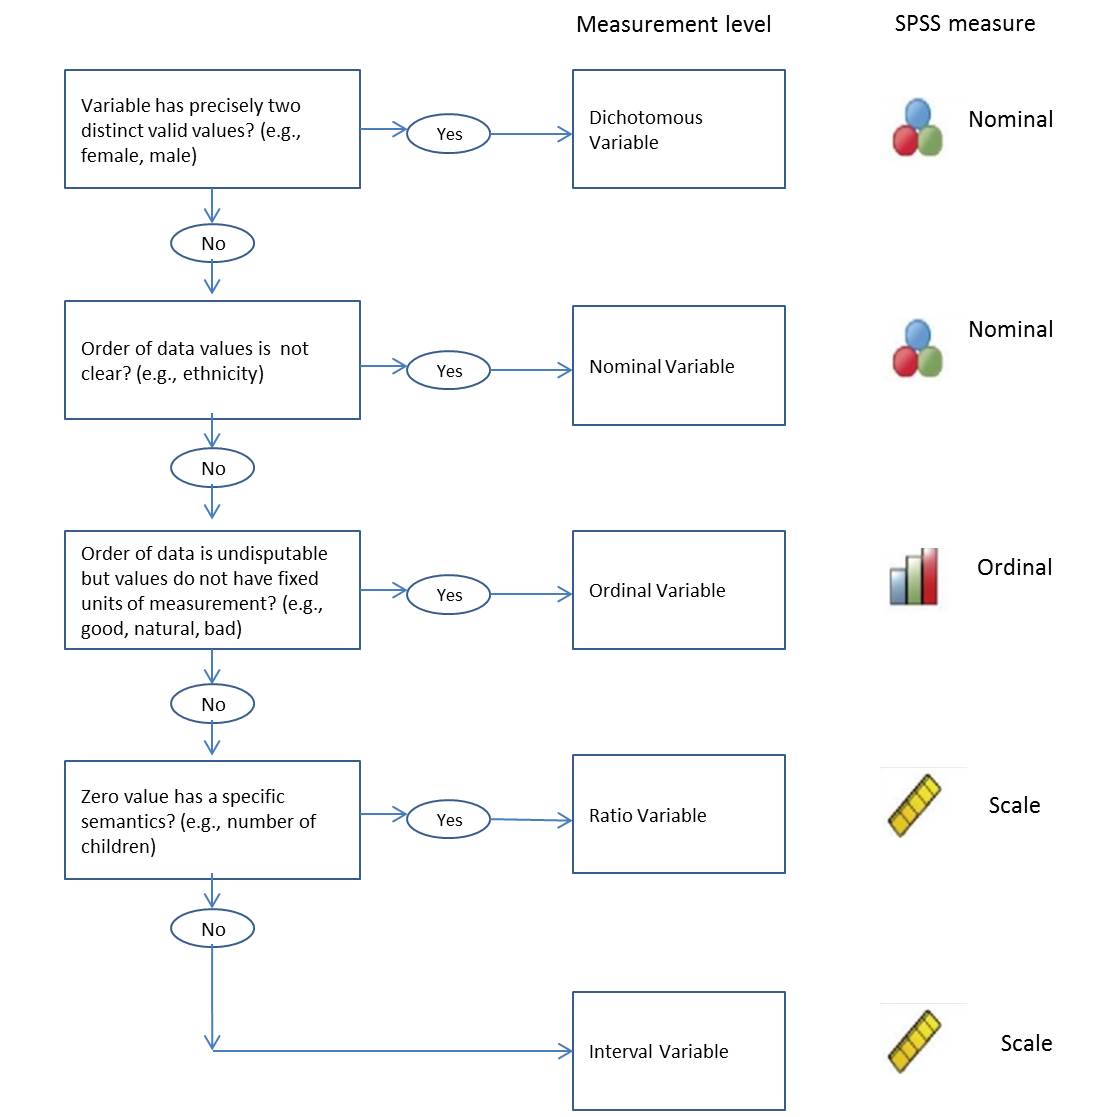 Measurement level
SPSS measure
Variable has precisely two
distinct valid values? (e.g.,
female, male)
Yes
Dichotomous
Variable
Nominal
No
Order of data values is  not
clear? (e.g., ethnicity)
Yes
Nominal Variable
Nominal
No
Order of data is undisputable
but values do not have fixed
units of measurement? (e.g.,
good, natural, bad)
Yes
Ordinal Variable
Ordinal
No
Zero value has a specific
semantics? (e.g., number of
children)
Yes
Ratio Variable
Scale
No
Interval Variable
Scale